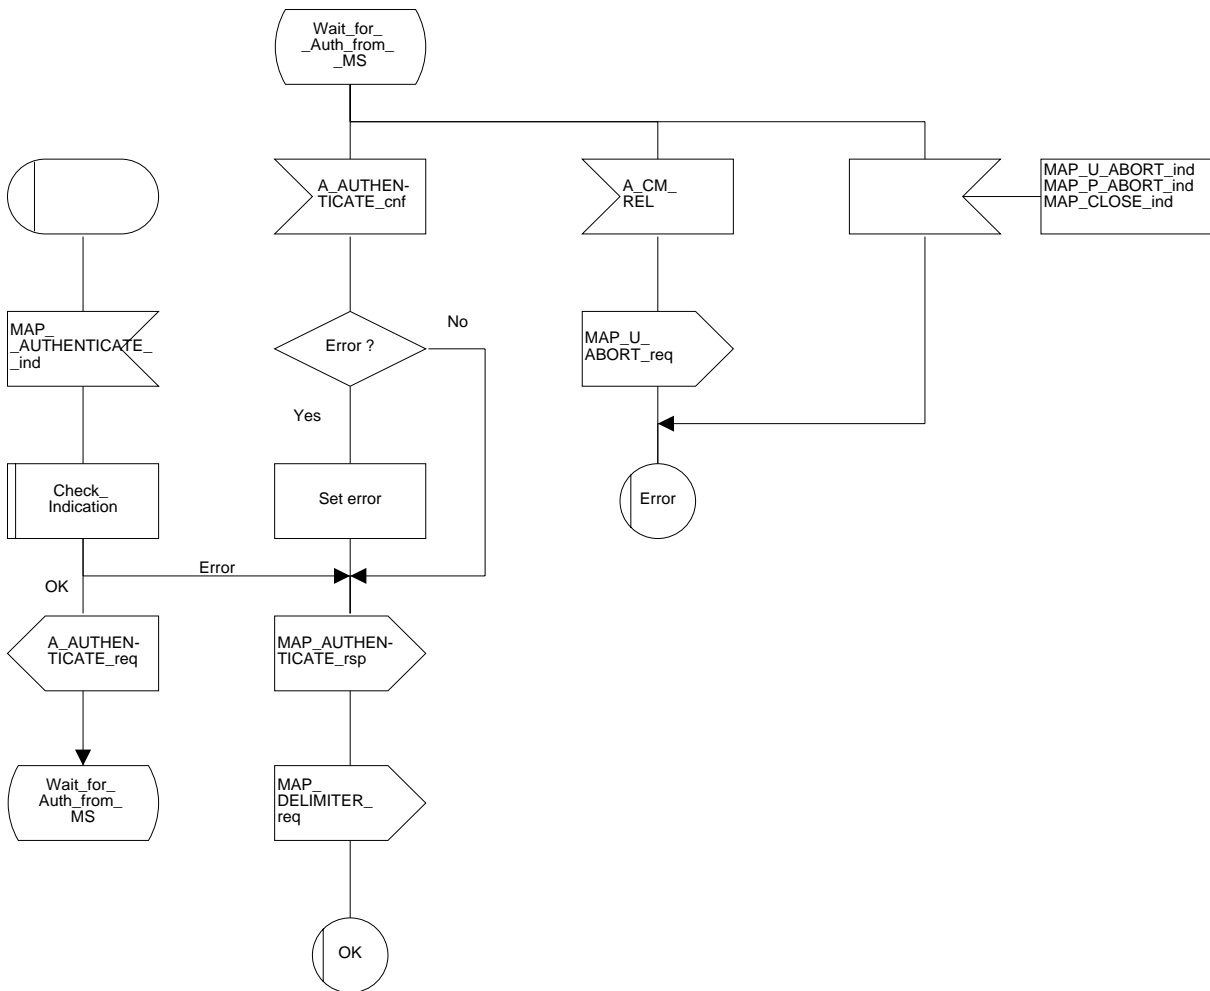 Wait_for_
_Auth_from_
_MS
A_AUTHEN-
TICATE_cnf
A_CM_
REL
MAP_U_ABORT_ind
MAP_P_ABORT_ind
MAP_CLOSE_ind
MAP_
_AUTHENTICATE_
_ind
Error ?
No
MAP_U_
ABORT_req
Yes
Check_
Indication
Set error
Error
Error
OK
A_AUTHEN-
TICATE_req
MAP_AUTHEN-
TICATE_rsp
Wait_for_
Auth_from_
MS
MAP_
DELIMITER_
req
OK